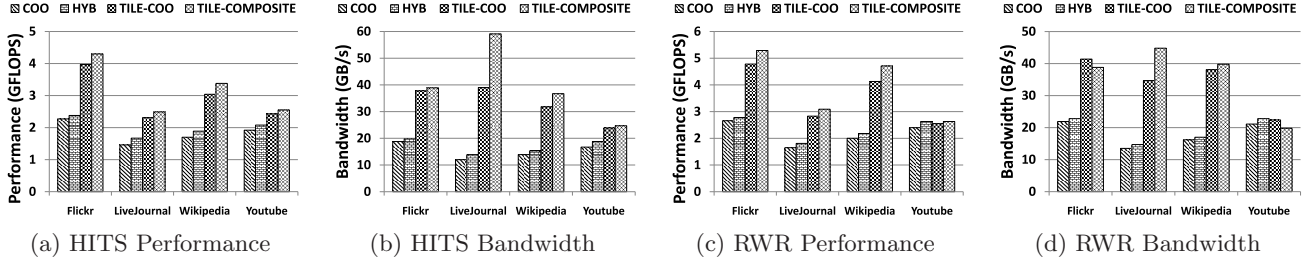 COO HYB TILE-COO TILE-COMPOSITE
Performance (GFLOPS)
5
4
3
2
1
0
Flickr LiveJournal Wikipedia Youtube
(a) HITS Performance
COO HYB TILE-COO TILE-COMPOSITE
Bandwidth (GB/s)
60
50
40
30
20
10
0
Flickr LiveJournal Wikipedia Youtube
(b) HITS Bandwidth
COO HYB TILE-COO TILE-COMPOSITE
Performance (GFLOPS)
6
5
4
3
2
1
0
Flickr LiveJournal Wikipedia Youtube
(c) RWR Performance
COO HYB TILE-COO TILE-COMPOSITE
Bandwidth (GB/s)
50
40
30
20
10
0
Flickr LiveJournal Wikipedia Youtube
(d) RWR Bandwidth